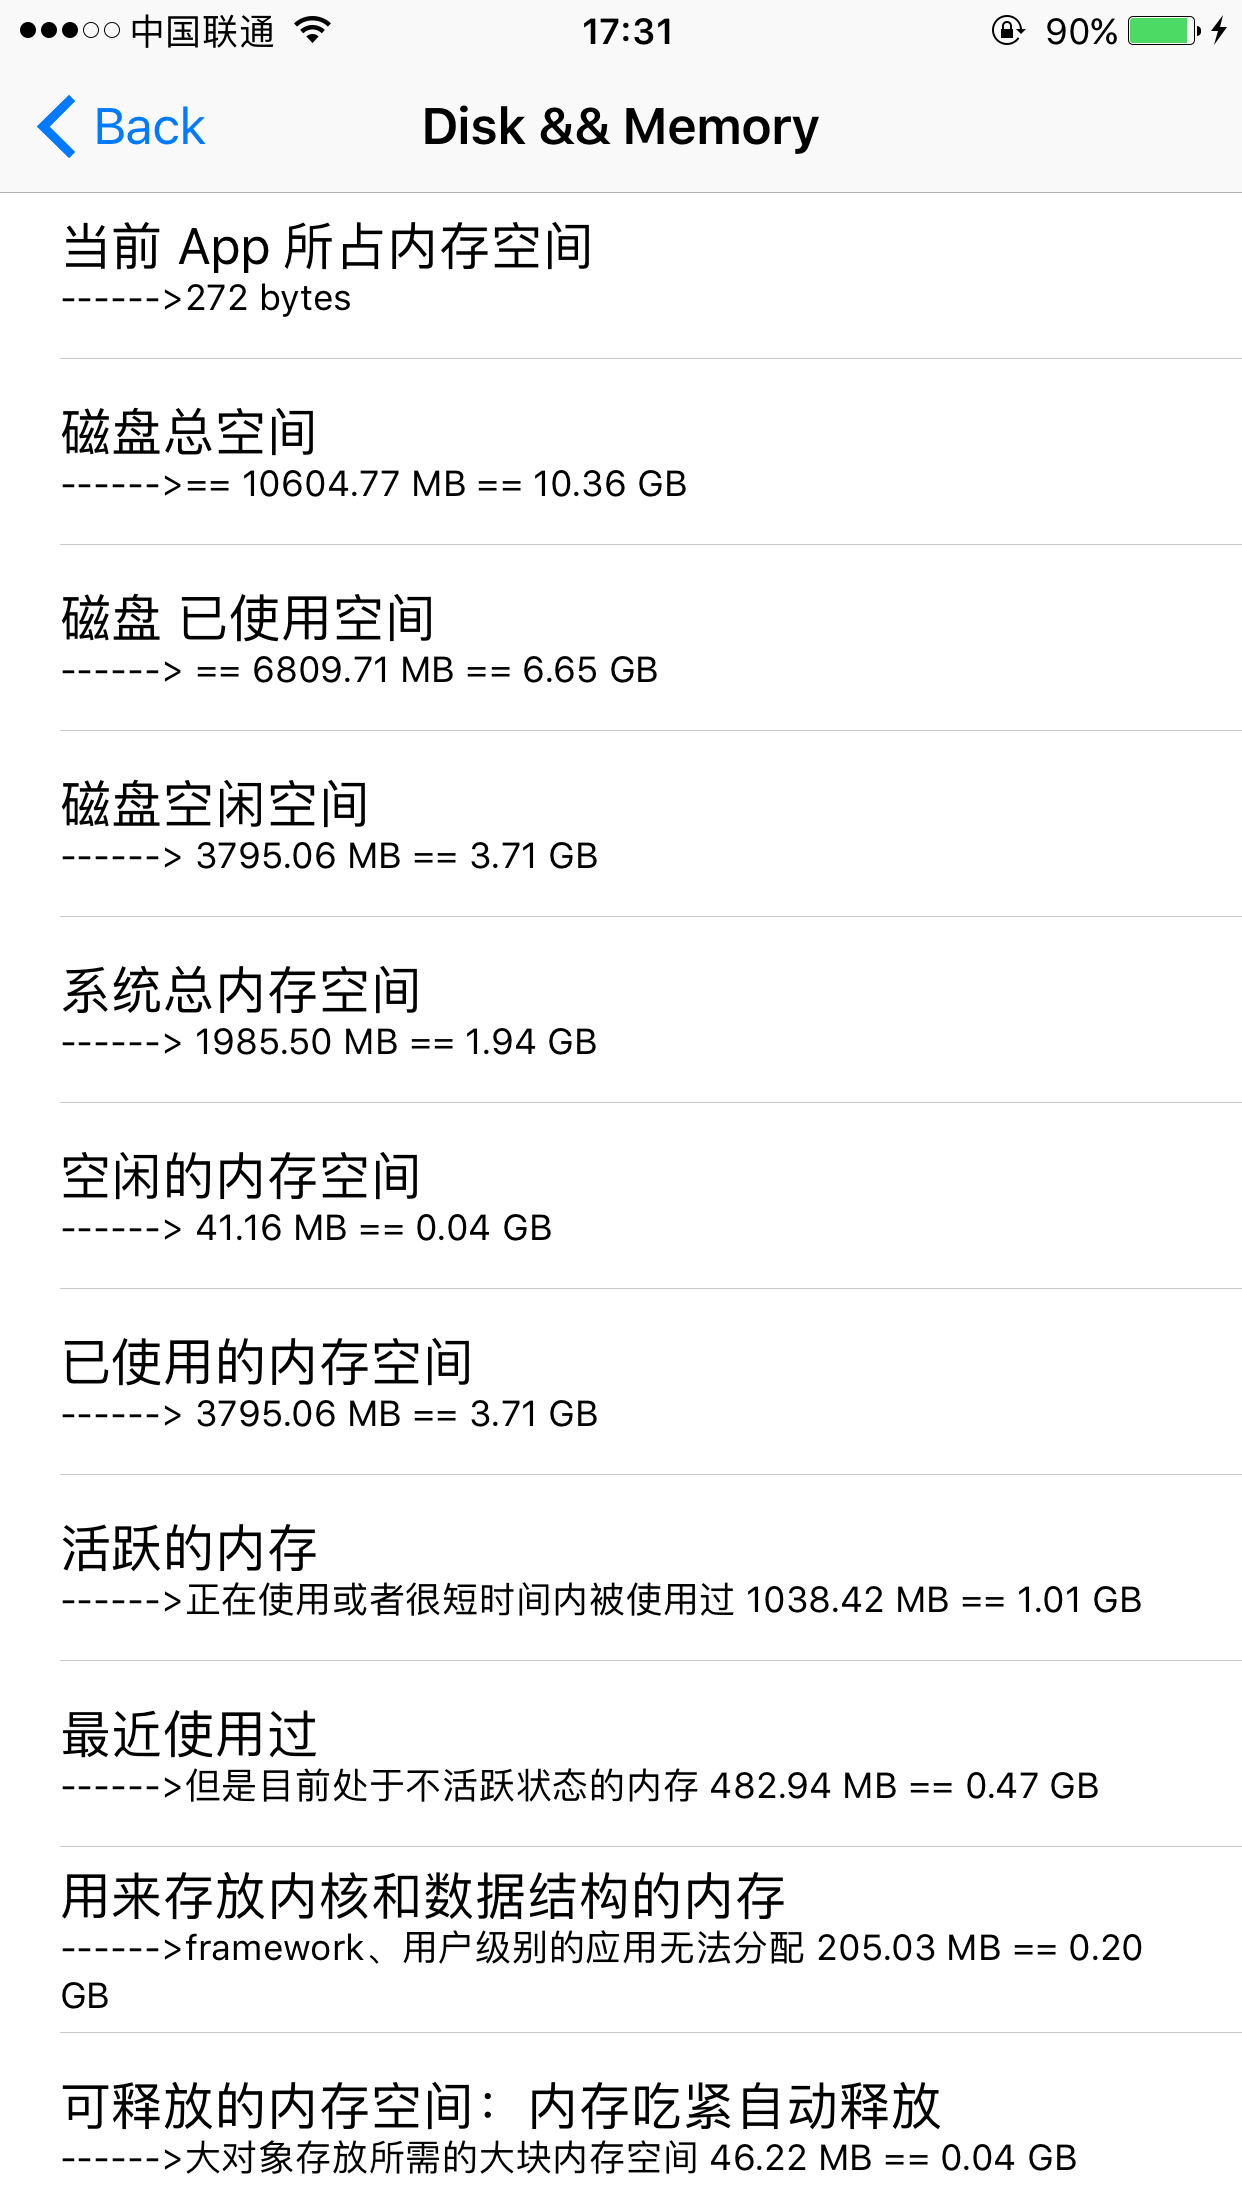 中国联通 17:31 90%
Back Disk && Memory
当前 App 所占内存空间
------>272 bytes
磁盘总空间
------>== 10604.77 MB == 10.36 GB
磁盘 已使用空间
------> == 6809.71 MB == 6.65 GB
磁盘空闲空间
------> 3795.06 MB == 3.71 GB
系统总内存空间
------> 1985.50 MB == 1.94 GB
空闲的内存空间
------> 41.16 MB == 0.04 GB
已使用的内存空间
------> 3795.06 MB == 3.71 GB
活跃的内存
------>正在使用或者很短时间内被使用过 1038.42 MB == 1.01 GB
最近使用过
------>但是目前处于不活跃状态的内存 482.94 MB == 0.47 GB
用来存放内核和数据结构的内存
------>framework、用户级别的应用无法分配 205.03 MB == 0.20
GB
可释放的内存空间：内存吃紧自动释放
------>大对象存放所需的大块内存空间 46.22 MB == 0.04 GB